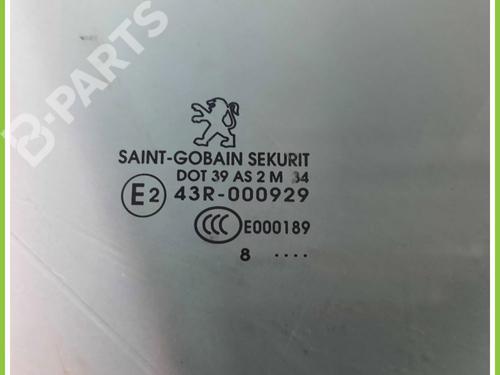 B-PARTS
SAINT-GOBAIN SEKURIT
DOT 39 AS 2 M 34
E2 43R-000929
CCC E000189
8 ....